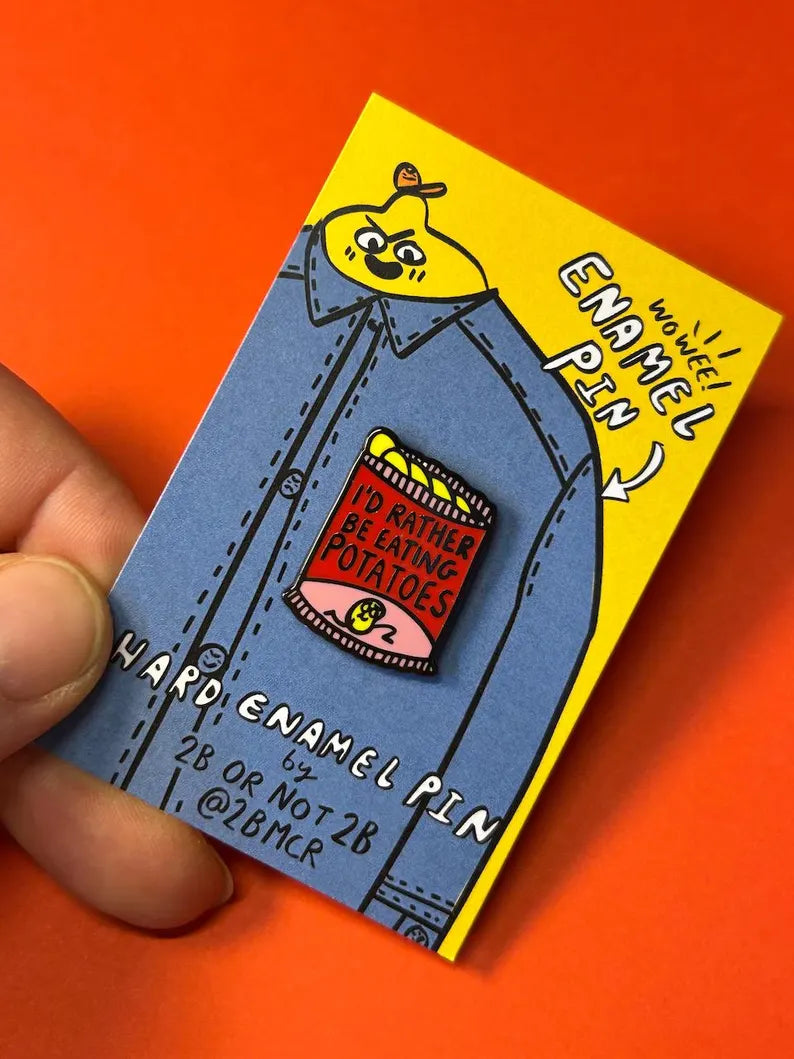 WOWEE!
ENAMEL
PIN
I'D RATHER
BE EATING
POTATOES
HARD ENAMEL PIN
by
2B OR NOT 2B
@2BMCR